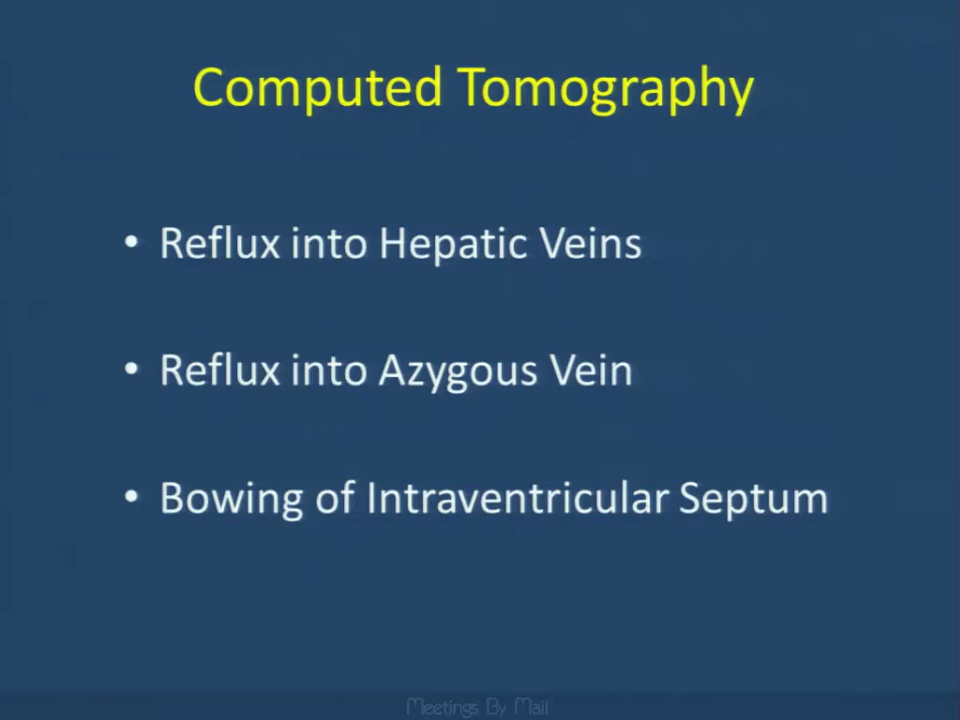 Computed Tomography
• Reflux into Hepatic Veins
• Reflux into Azygous Vein
• Bowing of Intraventricular Septum
Meetings By Mail